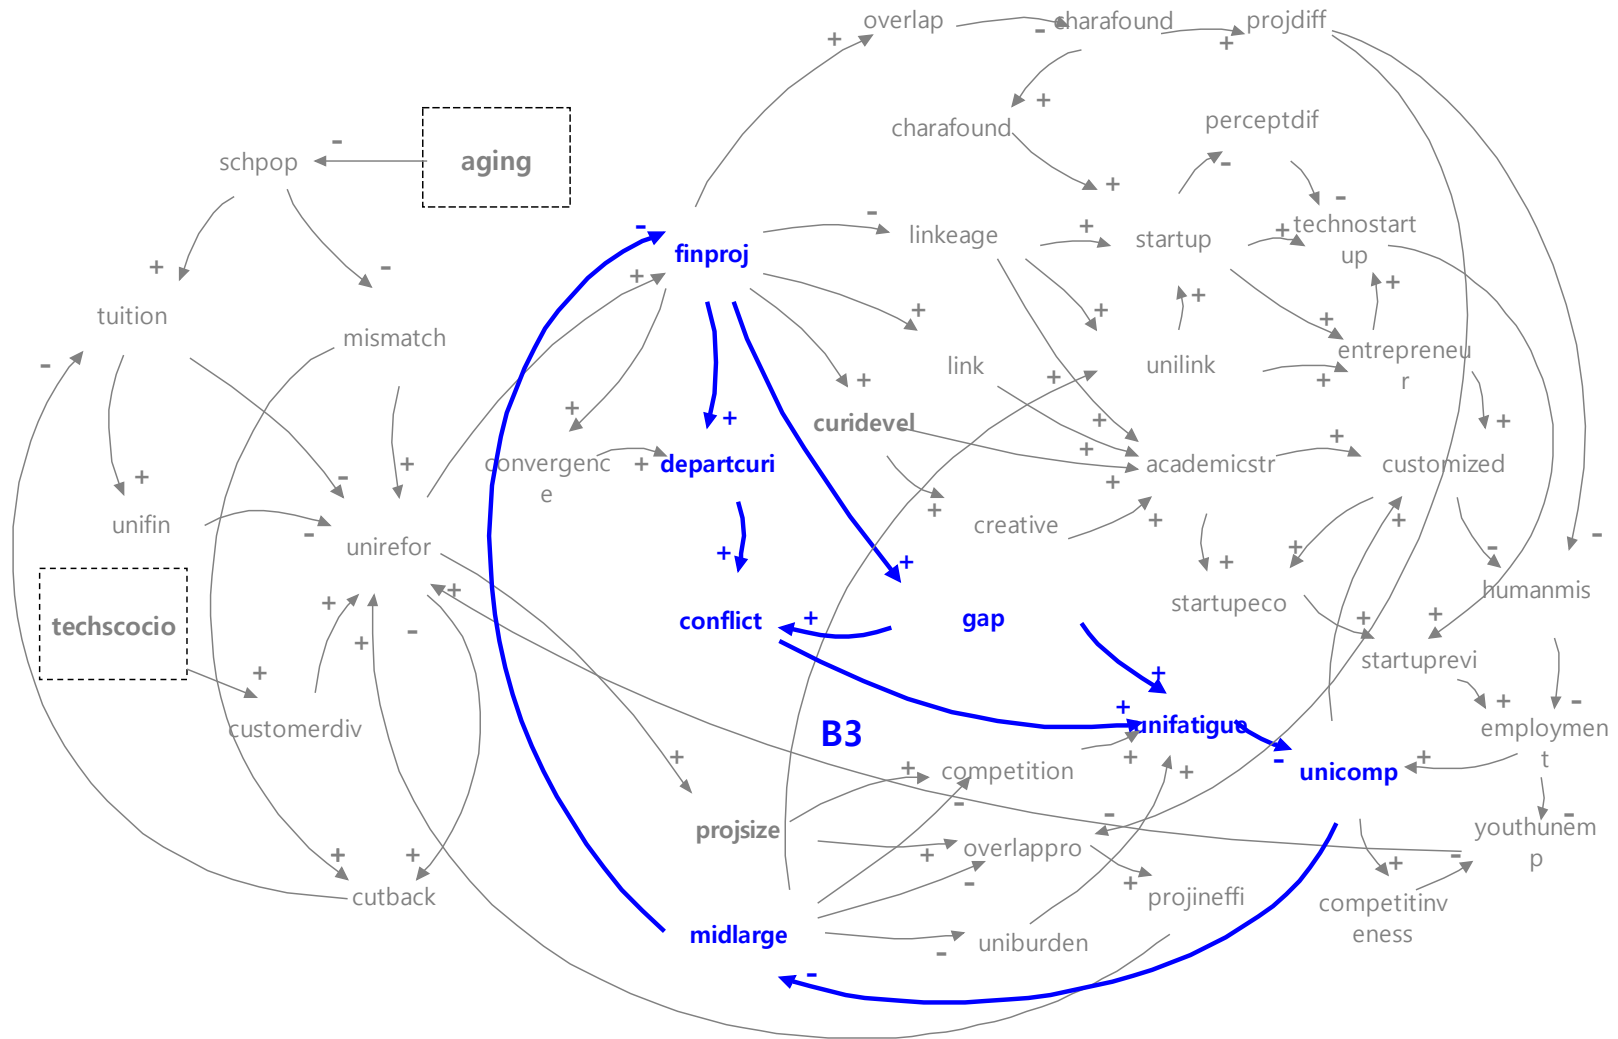 overlap
charafound
projdiff
charafound
perceptdif
schpop
aging
finproj
linkeage
startup
technostart
up
tuition
mismatch
link
unilink
entrepreneu
r
curidevel
convergenc
e
departcuri
academicstr
customized
unifin
creative
unirefor
humanmis
startupeco
techscocio
conflict
gap
startuprevi
customerdiv
B3
unifatigue
employmen
t
competition
unicomp
projsize
overlappro
youthunem
p
cutback
projineffi
competitinv
eness
midlarge
uniburden